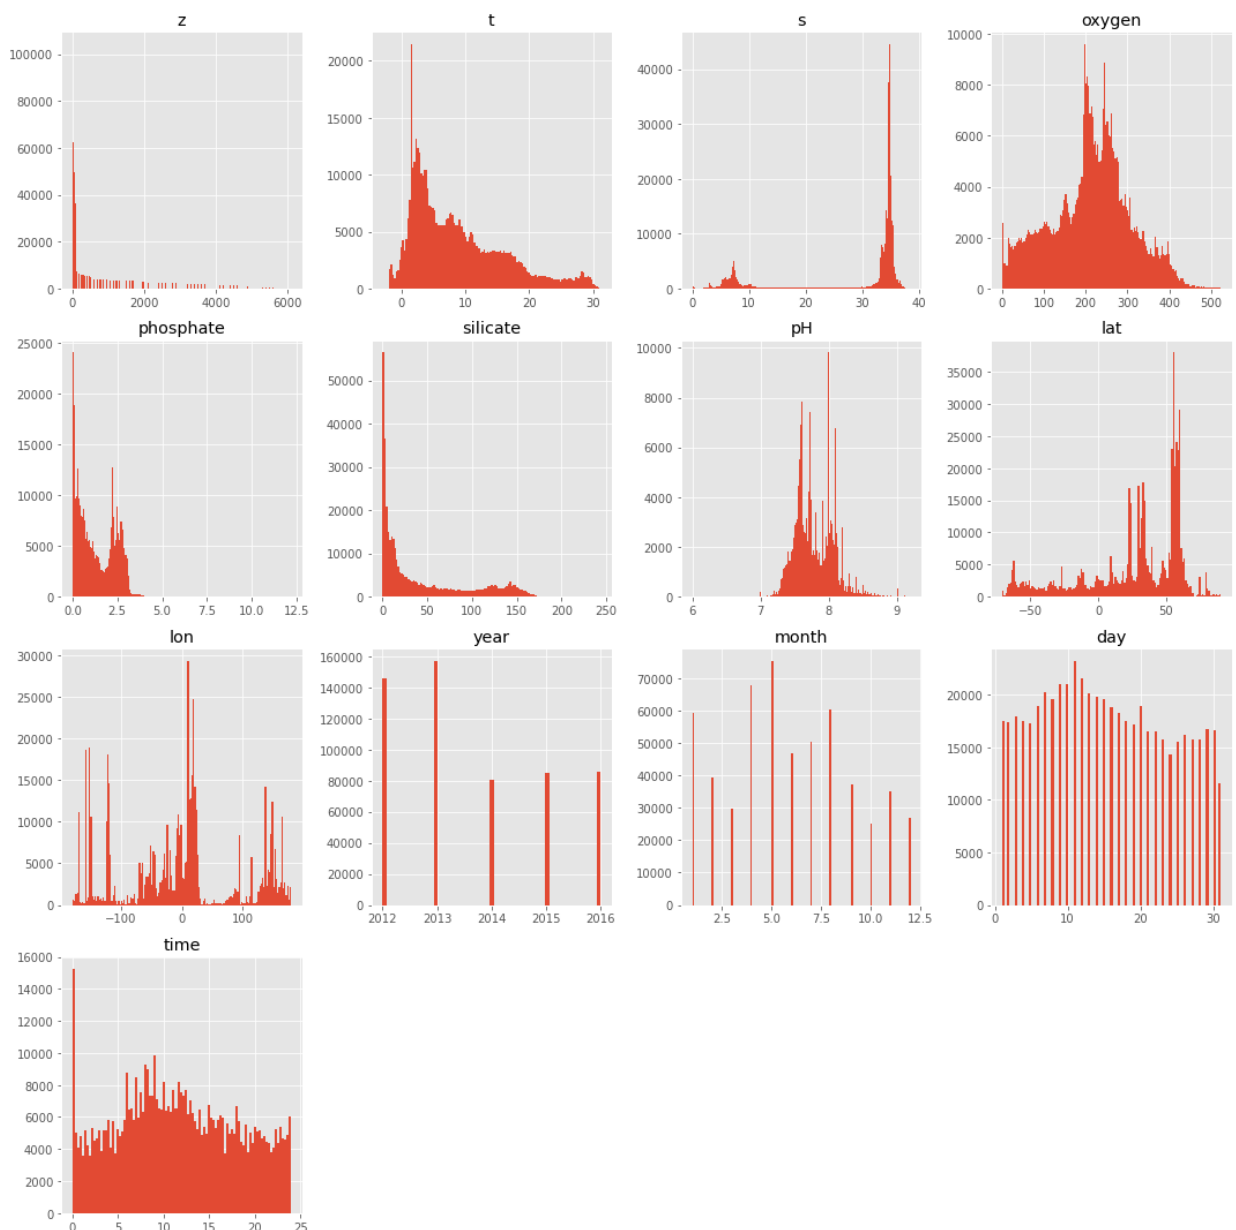 z t s oxygen
100000 80000 60000 40000 20000 0
0 2000 4000 6000
20000 15000 10000 5000 0
0 10 20 30
40000 30000 20000 10000 0
0 10 20 30 40
10000 8000 6000 4000 2000 0
0 100 200 300 400 500
phosphate silicate pH lat
25000 20000 15000 10000 5000 0
0.0 2.5 5.0 7.5 10.0 12.5
50000 40000 30000 20000 10000 0
0 50 100 150 200 250
10000 8000 6000 4000 2000 0
6 7 8 9
35000 30000 25000 20000 15000 10000 5000 0
−50 0 50
lon year month day
30000 25000 20000 15000 10000 5000 0
−100 0 100
160000 140000 120000 100000 80000 60000 40000 20000 0
2012 2013 2014 2015 2016
70000 60000 50000 40000 30000 20000 10000 0
2.5 5.0 7.5 10.0 12.5
20000 15000 10000 5000 0
0 10 20 30
time
16000 14000 12000 10000 8000 6000 4000 2000 0
0 5 10 15 20 25